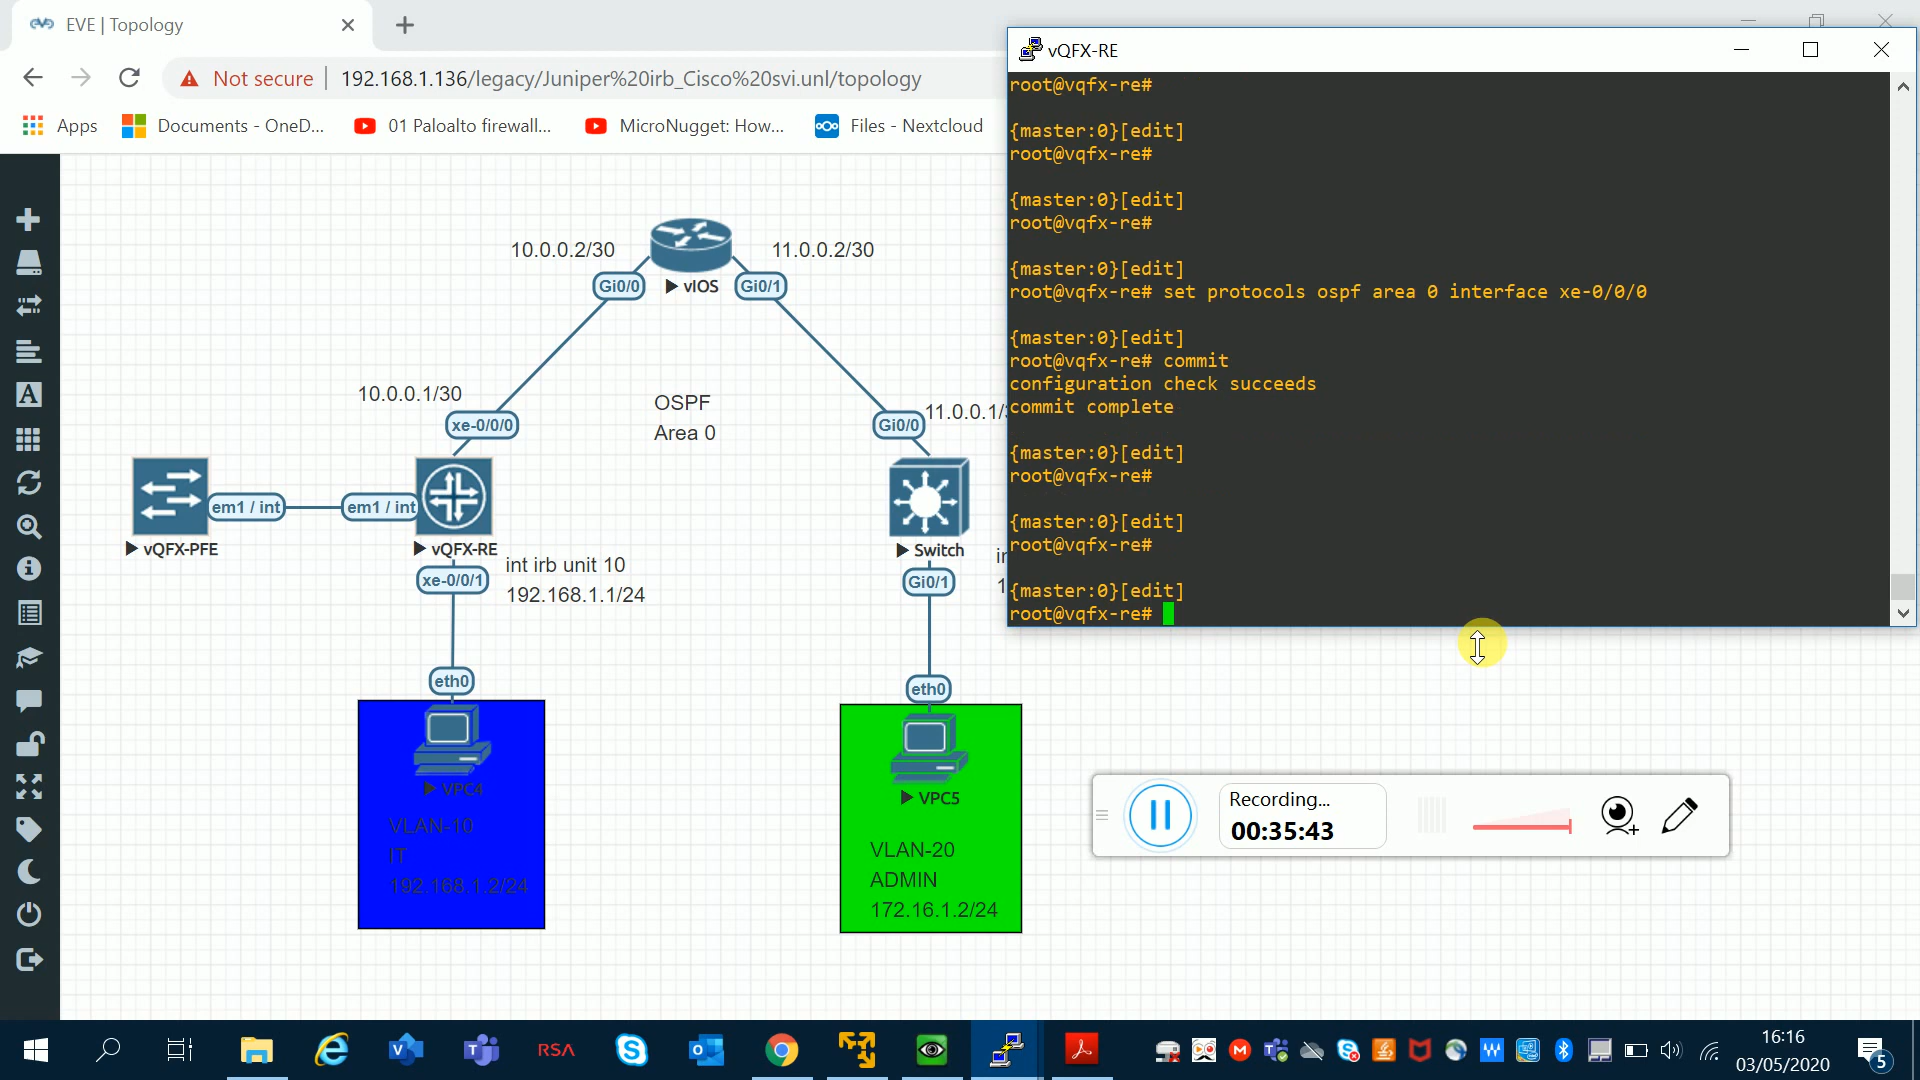 EVE | Topology
Not secure
192.168.1.136/legacy/Juniper%20irb_Cisco%20svi.unl/topology
Apps
Documents - OneD...
01 Paloalto firewall...
MicroNugget: How...
Files - Nextcloud
vQFX-RE
root@vqfx-re#
{master:0}[edit]
root@vqfx-re#
{master:0}[edit]
root@vqfx-re#
{master:0}[edit]
root@vqfx-re# set protocols ospf area 0 interface xe-0/0/0
{master:0}[edit]
root@vqfx-re# commit
configuration check succeeds
commit complete
{master:0}[edit]
root@vqfx-re#
{master:0}[edit]
root@vqfx-re#
{master:0}[edit]
root@vqfx-re#
10.0.0.2/30
11.0.0.2/30
Gi0/0
vIOS
Gi0/1
10.0.0.1/30
xe-0/0/0
OSPF
Area 0
11.0.0.1/
Gi0/0
em1 / int
em1 / int
vQFX-PFE
vQFX-RE
Switch
int irb unit 10
192.168.1.1/24
xe-0/0/1
Gi0/1
eth0
eth0
VPC4
VLAN-10
IT
192.168.1.2/24
VPC5
VLAN-20
ADMIN
172.16.1.2/24
Recording...
00:35:43
RSA
16:16
03/05/2020
5